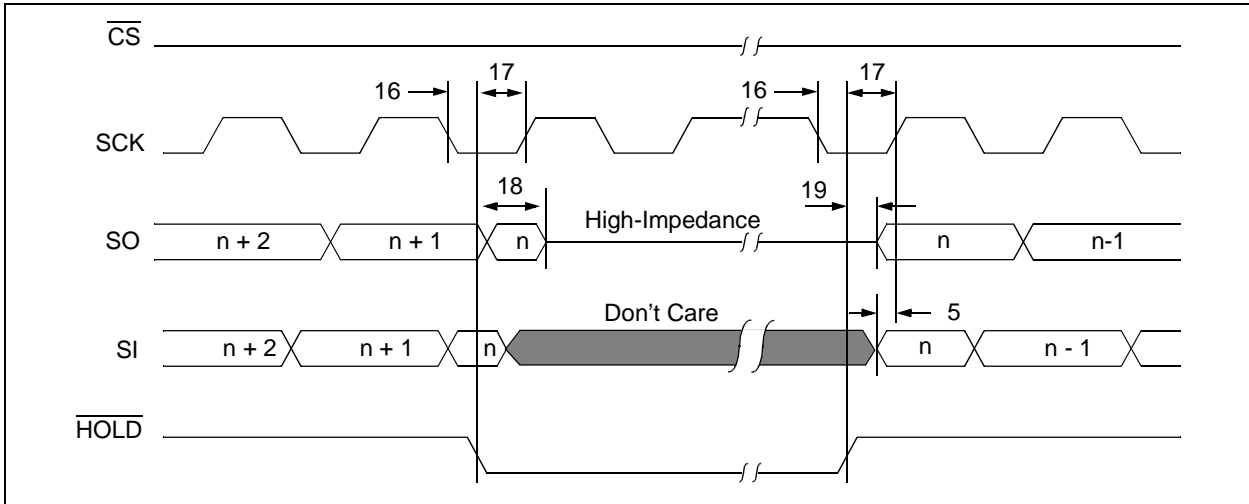 CS
16 17 16 17
SCK
18 19
High-Impedance
SO n + 2 n + 1 n n n-1
Don't Care 5
SI n + 2 n + 1 n n n - 1
HOLD